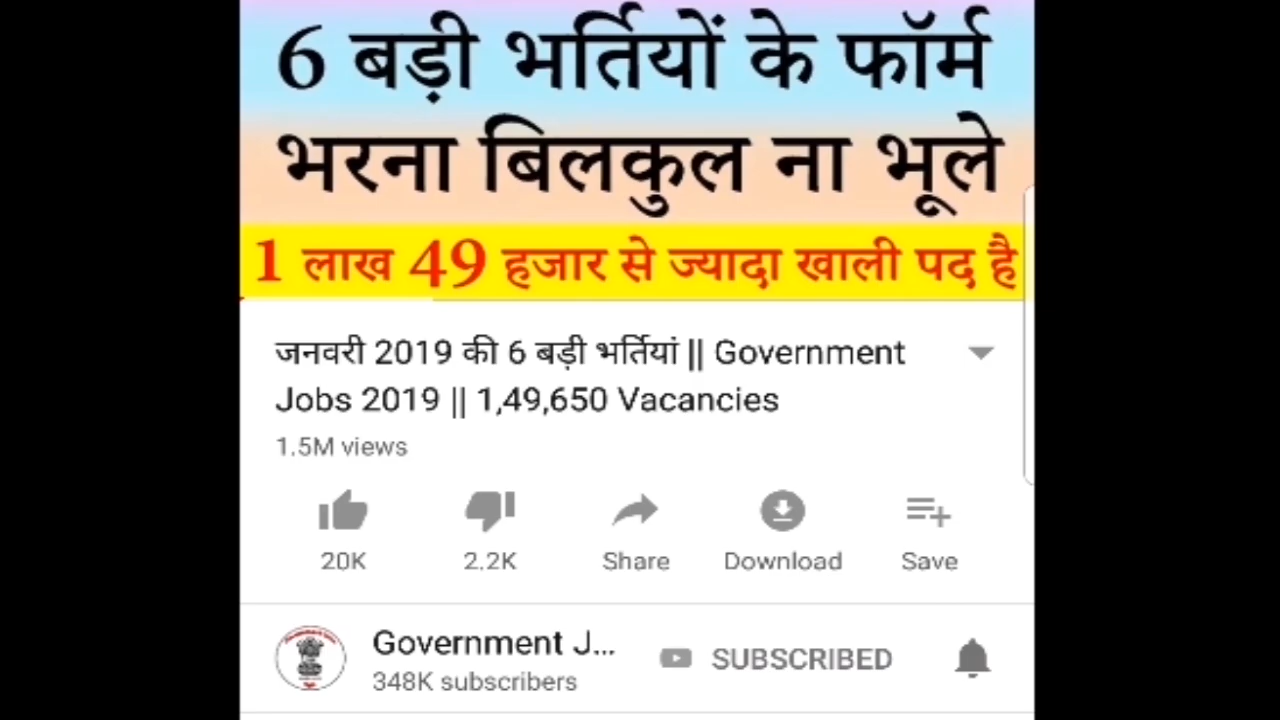 6 बड़ी भर्तियों के फॉर्म
भरना बिलकुल ना भूले
1 लाख 49 हजार से ज्यादा खाली पद है
जनवरी 2019 की 6 बड़ी भर्तियां || Government
Jobs 2019 || 1,49,650 Vacancies
1.5M views
20K
2.2K
Share
Download
Save
Government J...
SUBSCRIBED
348K subscribers